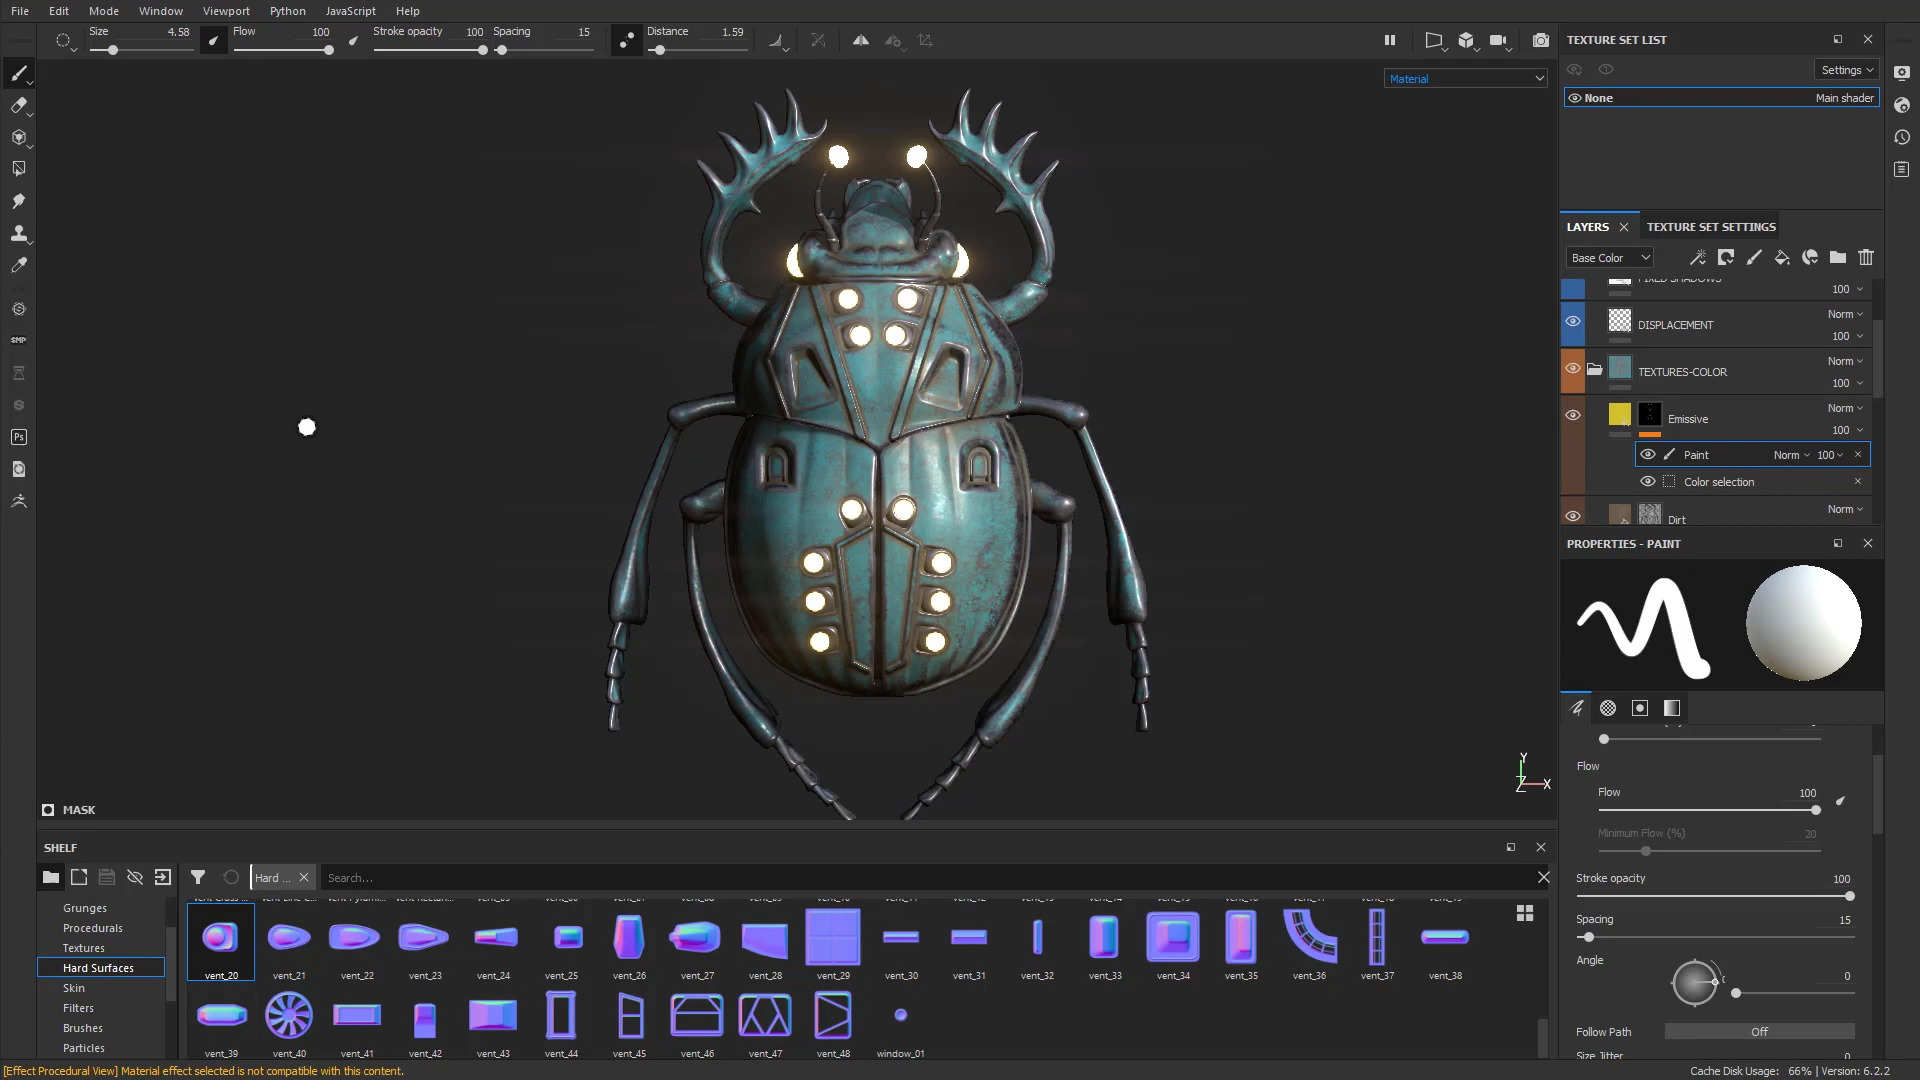 File Edit Mode Window Viewport Python JavaScript Help
Size 4.58 Flow 100 Stroke opacity 100 Spacing 15 Distance 1.59
Material
TEXTURE SET LIST
Settings
None Main shader
LAYERS TEXTURE SET SETTINGS
Base Color
FIXED SHADOWS
100
Norm
DISPLACEMENT
100
Norm
TEXTURES-COLOR
100
Norm
Emissive
100
Paint Norm 100
Color selection
Norm
Dirt
PROPERTIES - PAINT
SMP
Ps
Y
X
Z
MASK
Flow
Flow 100
Minimum Flow (%) 20
Stroke opacity 100
Spacing 15
Angle
0
Follow Path Off
Size Jitter 0
SHELF
Hard ... Search...
Grunges
Procedurals
Textures
Hard Surfaces
Skin
Filters
Brushes
Particles
vent_20 vent_21 vent_22 vent_23 vent_24 vent_25 vent_26 vent_27 vent_28 vent_29 vent_30 vent_31 vent_32 vent_33 vent_34 vent_35 vent_36 vent_37 vent_38
vent_39 vent_40 vent_41 vent_42 vent_43 vent_44 vent_45 vent_46 vent_47 vent_48 window_01
[Effect Procedural View] Material effect selected is not compatible with this content.
Cache Disk Usage: 66% | Version: 6.2.2